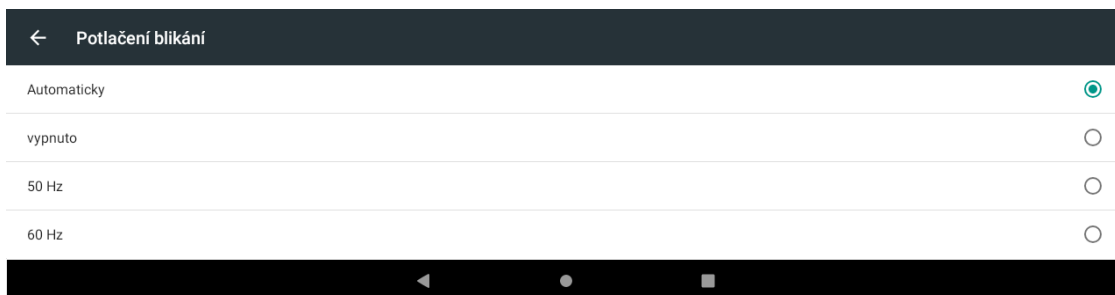 Potlačení blikání
Automaticky
vypnuto
50 Hz
60 Hz